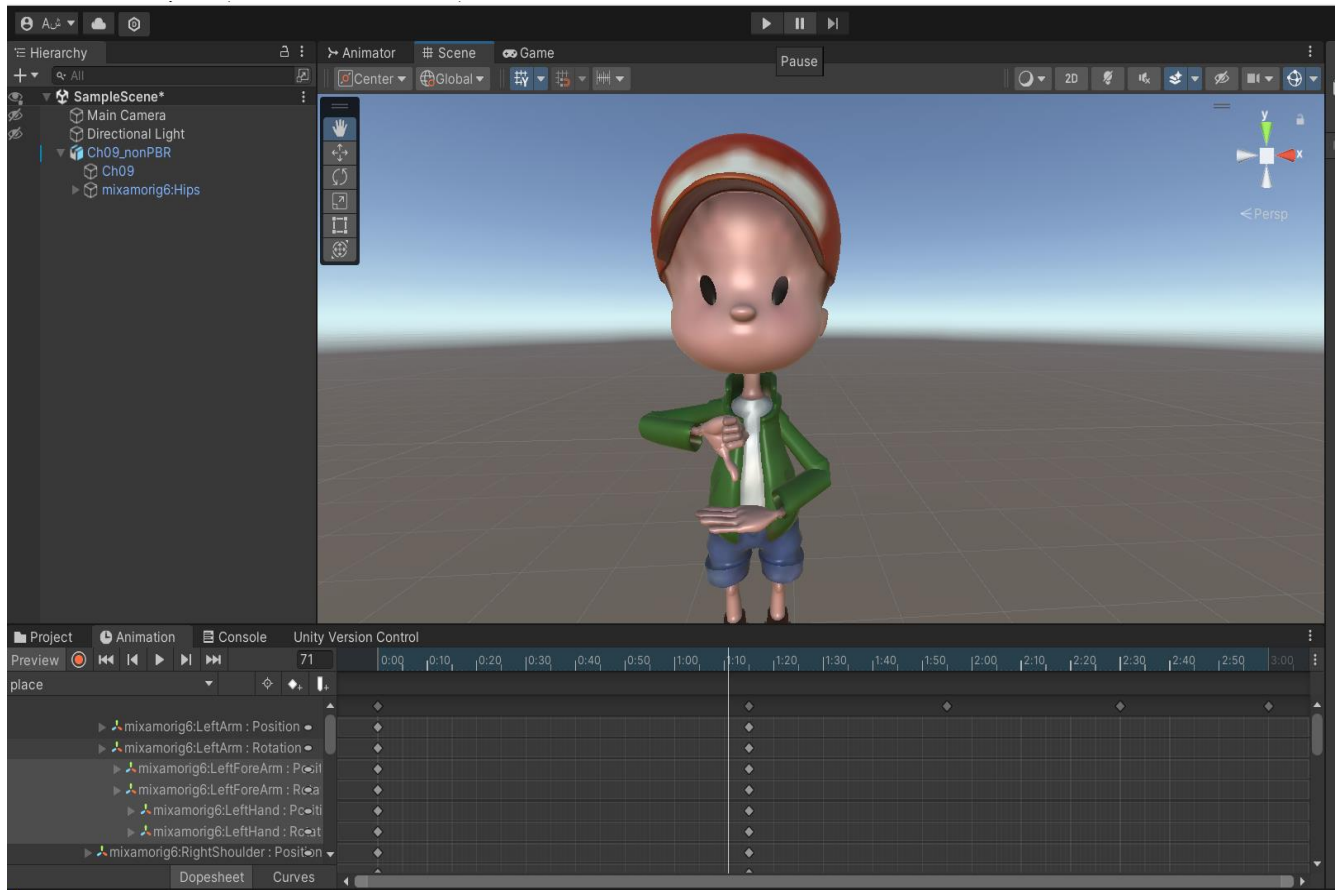 Animator
Scene
Game
Hierarchy
Pause
All
Center
Global
2D
SampleScene*
Main Camera
Directional Light
Ch09_nonPBR
Ch09
mixamorig6:Hips
y
x
Persp
Project
Animation
Console
Unity Version Control
Preview
71
0:00 0:10 0:20 0:30 0:40 0:50 1:00 1:10 1:20 1:30 1:40 1:50 2:00 2:10 2:20 2:30 2:40 2:50 3:00
place
mixamorig6:LeftArm : Position
mixamorig6:LeftArm : Rotation
mixamorig6:LeftForeArm :
mixamorig6:LeftForeArm :
mixamorig6:LeftHand :
mixamorig6:LeftHand :
mixamorig6:RightShoulder : Position
Dopesheet
Curves